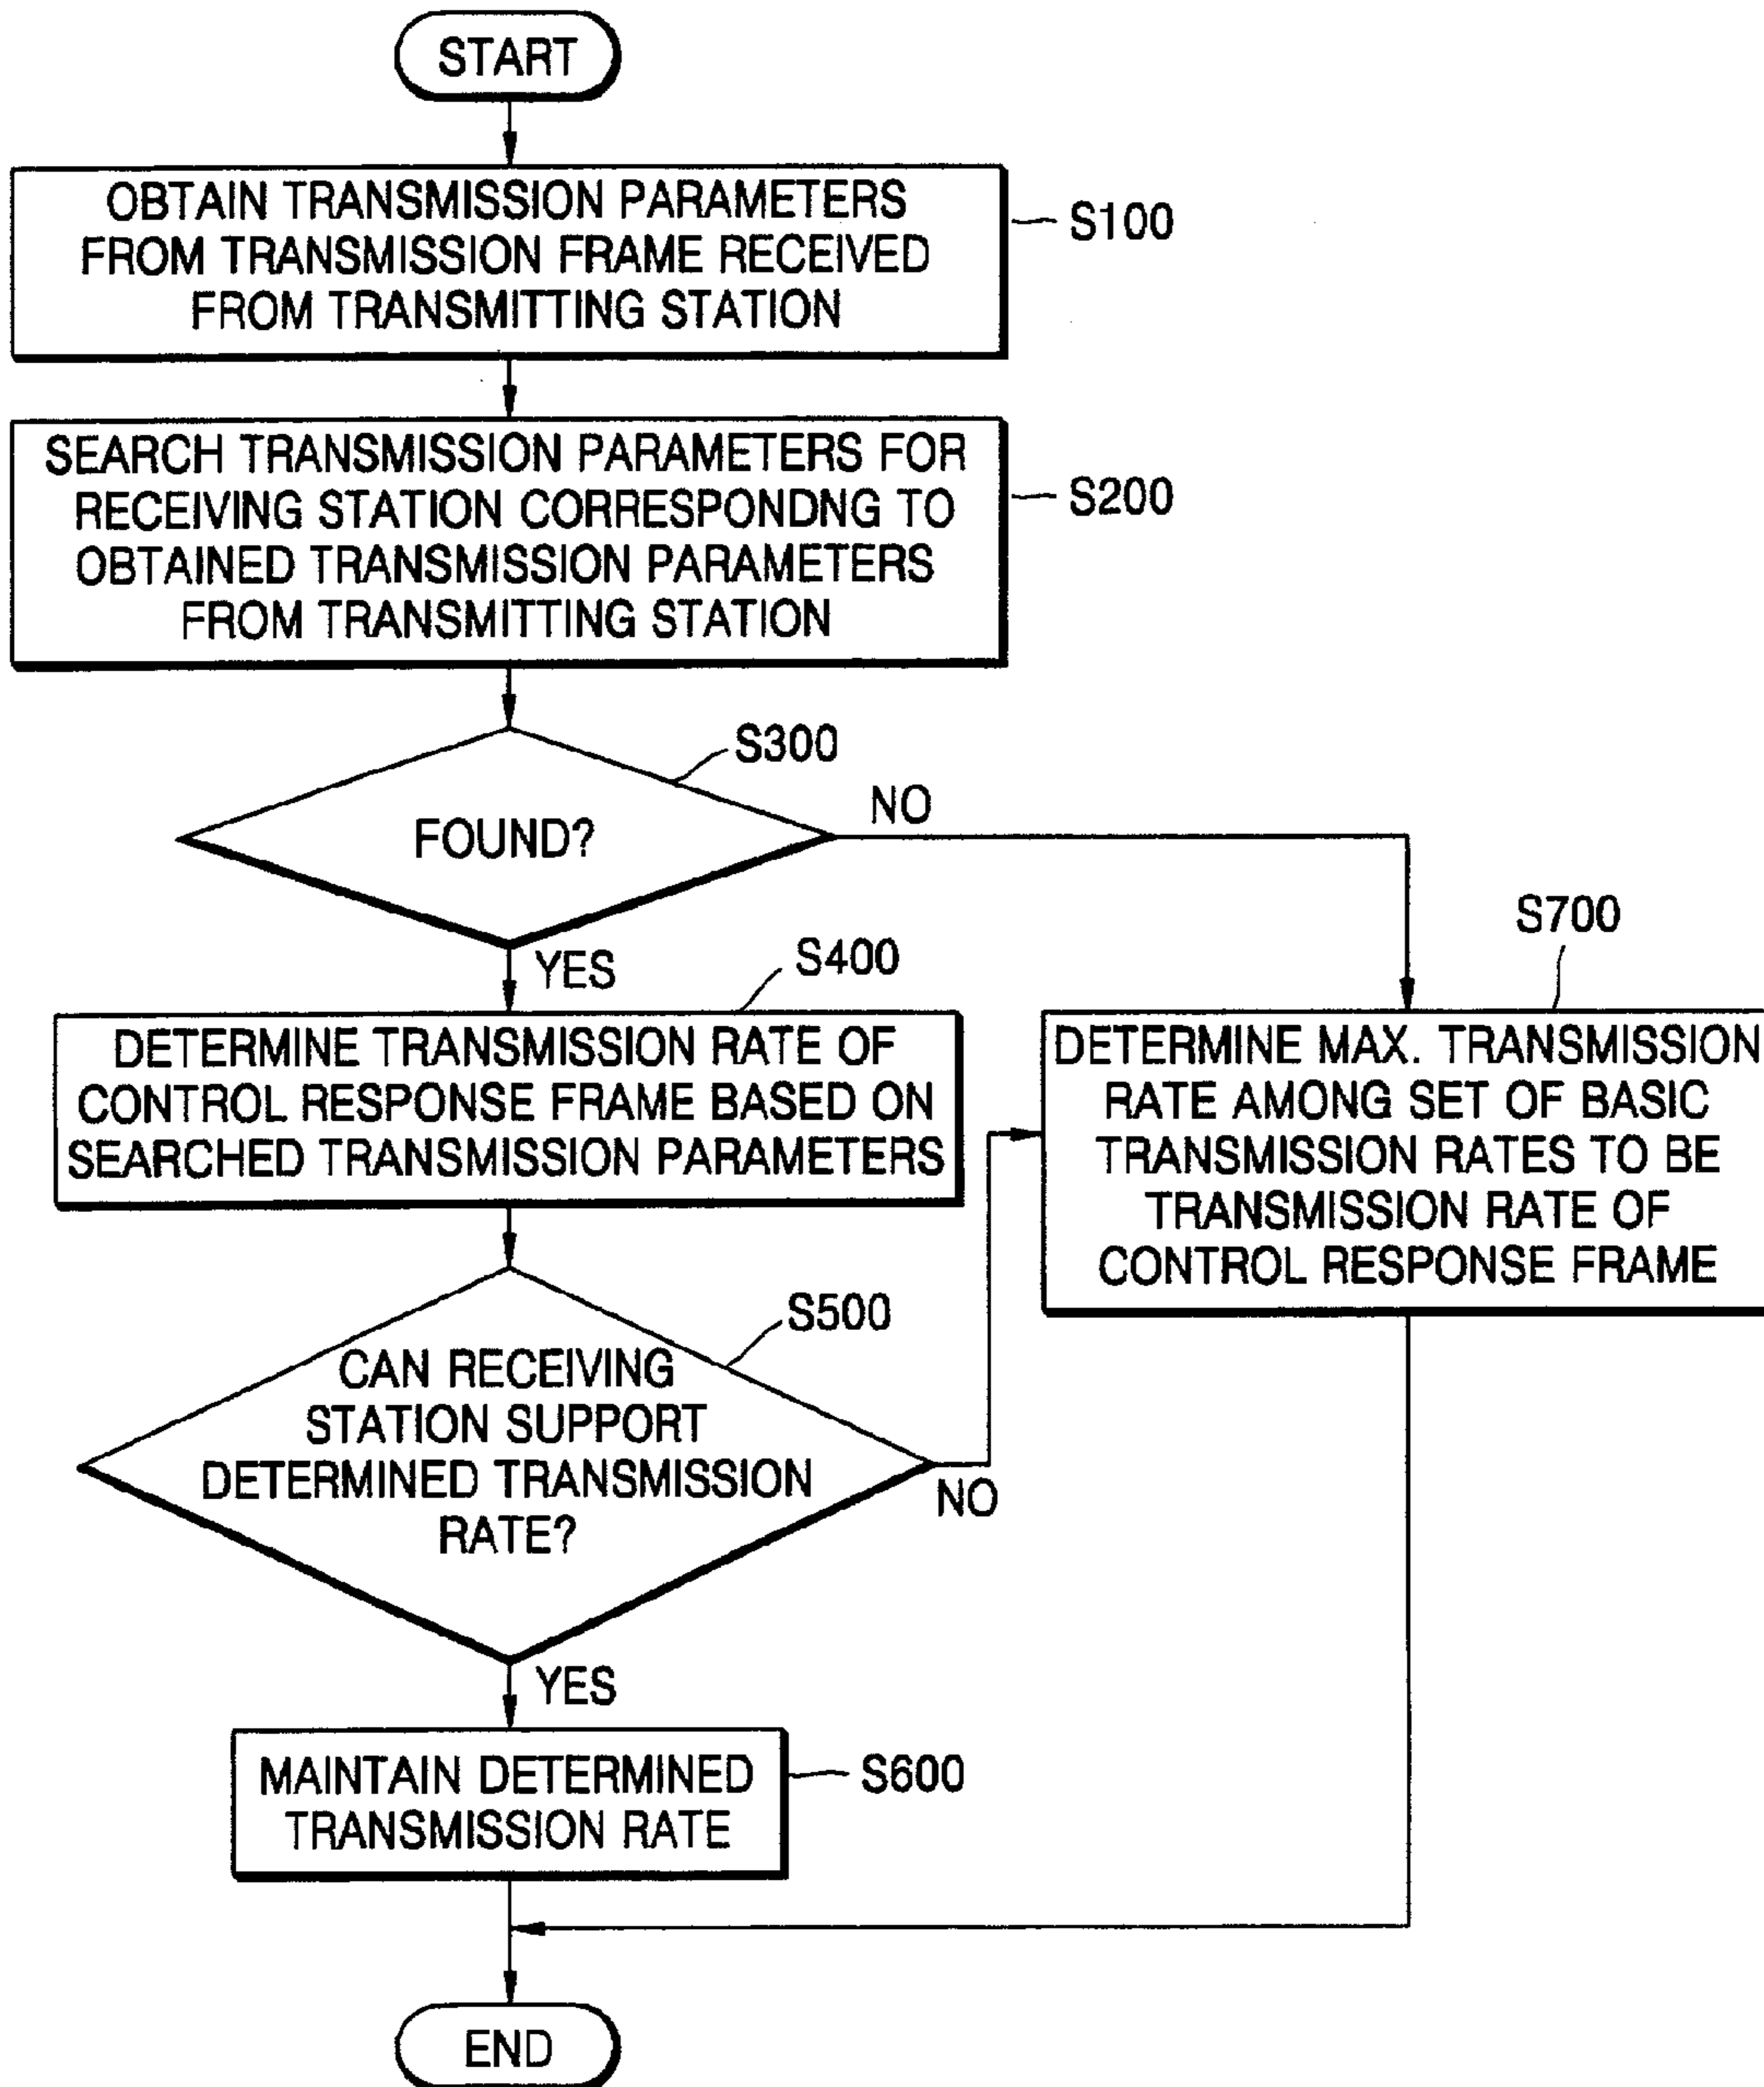 START
OBTAIN TRANSMISSION PARAMETERS
FROM TRANSMISSION FRAME RECEIVED
FROM TRANSMITTING STATION
S100
SEARCH TRANSMISSION PARAMETERS FOR
RECEIVING STATION CORRESPONDNG TO
OBTAINED TRANSMISSION PARAMETERS
FROM TRANSMITTING STATION
S200
S300
FOUND?
NO
YES
S400
DETERMINE TRANSMISSION RATE OF
CONTROL RESPONSE FRAME BASED ON
SEARCHED TRANSMISSION PARAMETERS
S700
DETERMINE MAX. TRANSMISSION
RATE AMONG SET OF BASIC
TRANSMISSION RATES TO BE
TRANSMISSION RATE OF
CONTROL RESPONSE FRAME
S500
CAN RECEIVING
STATION SUPPORT
DETERMINED TRANSMISSION
RATE?
NO
YES
MAINTAIN DETERMINED
TRANSMISSION RATE
S600
END